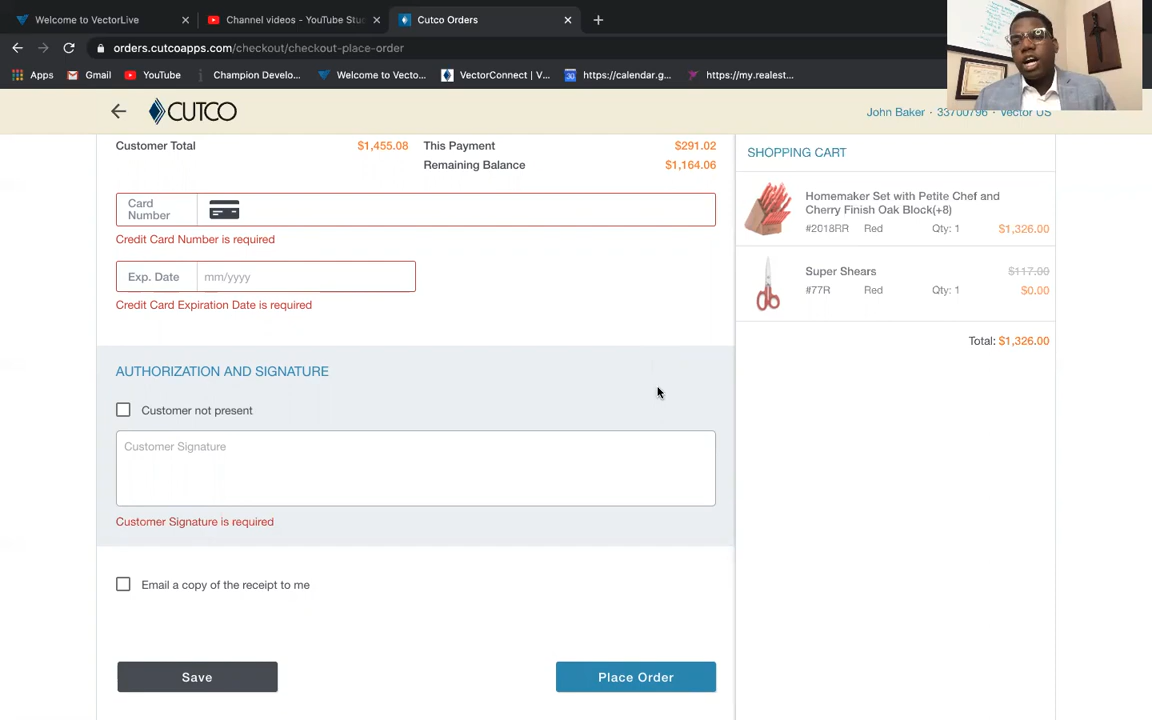 Welcome to VectorLive
Channel videos - YouTube Stu
Cutco Orders
orders.cutcoapps.com/checkout/checkout-place-order
Apps
Gmail
YouTube
Champion Develo...
Welcome to Vecto...
VectorConnect | V...
https://calendar.g...
https://my.realest...
CUTCO
John Baker · 33700796 · Vector US
Customer Total $1,455.08 This Payment $291.02
Remaining Balance $1,164.06
Card Number
Credit Card Number is required
Exp. Date mm/yyyy
Credit Card Expiration Date is required
AUTHORIZATION AND SIGNATURE
Customer not present
Customer Signature
Customer Signature is required
Email a copy of the receipt to me
Save
Place Order
SHOPPING CART
Homemaker Set with Petite Chef and
Cherry Finish Oak Block(+8)
#2018RR Red Qty: 1 $1,326.00
Super Shears $117.00
#77R Red Qty: 1 $0.00
Total: $1,326.00